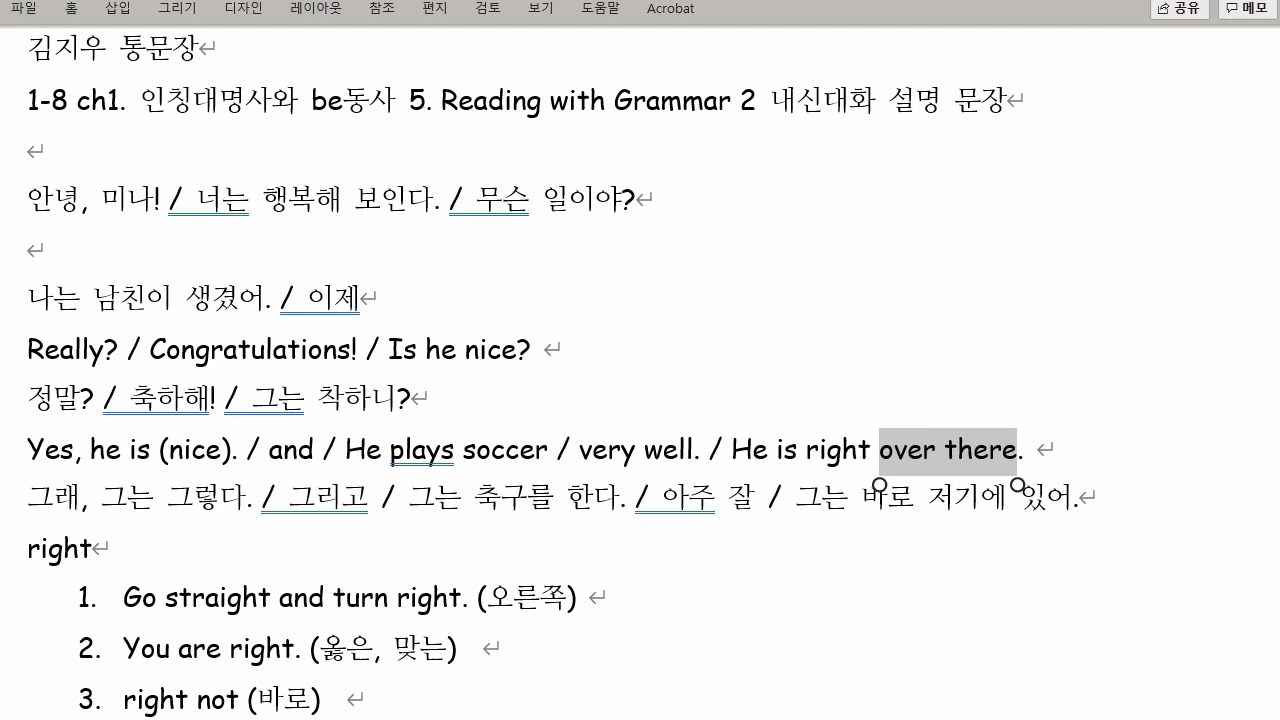 파일 홈 삽입 그리기 디자인 레이아웃 참조 편지 검토 보기 도움말 Acrobat 공유 메모
김지우 통문장
1-8 ch1. 인칭대명사와 be동사 5. Reading with Grammar 2 내신대화 설명 문장
안녕, 미나! / 너는 행복해 보인다. / 무슨 일이야?
나는 남친이 생겼어. / 이제
Really? / Congratulations! / Is he nice?
정말? / 축하해! / 그는 착하니?
Yes, he is (nice). / and / He plays soccer / very well. / He is right over there.
그래, 그는 그렇다. / 그리고 / 그는 축구를 한다. / 아주 잘 / 그는 바로 저기에 있어.
right
1. Go straight and turn right. (오른쪽)
2. You are right. (옳은, 맞는)
3. right not (바로)